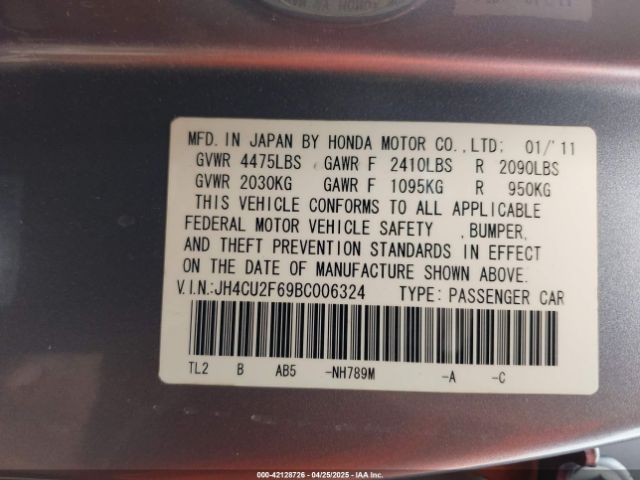 MFD. IN JAPAN BY HONDA MOTOR CO., LTD; 01/'11
GVWR 4475LBS GAWR F 2410LBS R 2090LBS
GVWR 2030KG GAWR F 1095KG R 950KG
THIS VEHICLE CONFORMS TO ALL APPLICABLE
FEDERAL MOTOR VEHICLE SAFETY , BUMPER,
AND THEFT PREVENTION STANDARDS IN EFFECT
ON THE DATE OF MANUFACTURE SHOWN ABOVE.
V.I.N.:JH4CU2F69BC006324 TYPE: PASSENGER CAR
TL2 B AB5 -NH789M -A -C
000-42128726 - 04/25/2025 - IAA Inc.